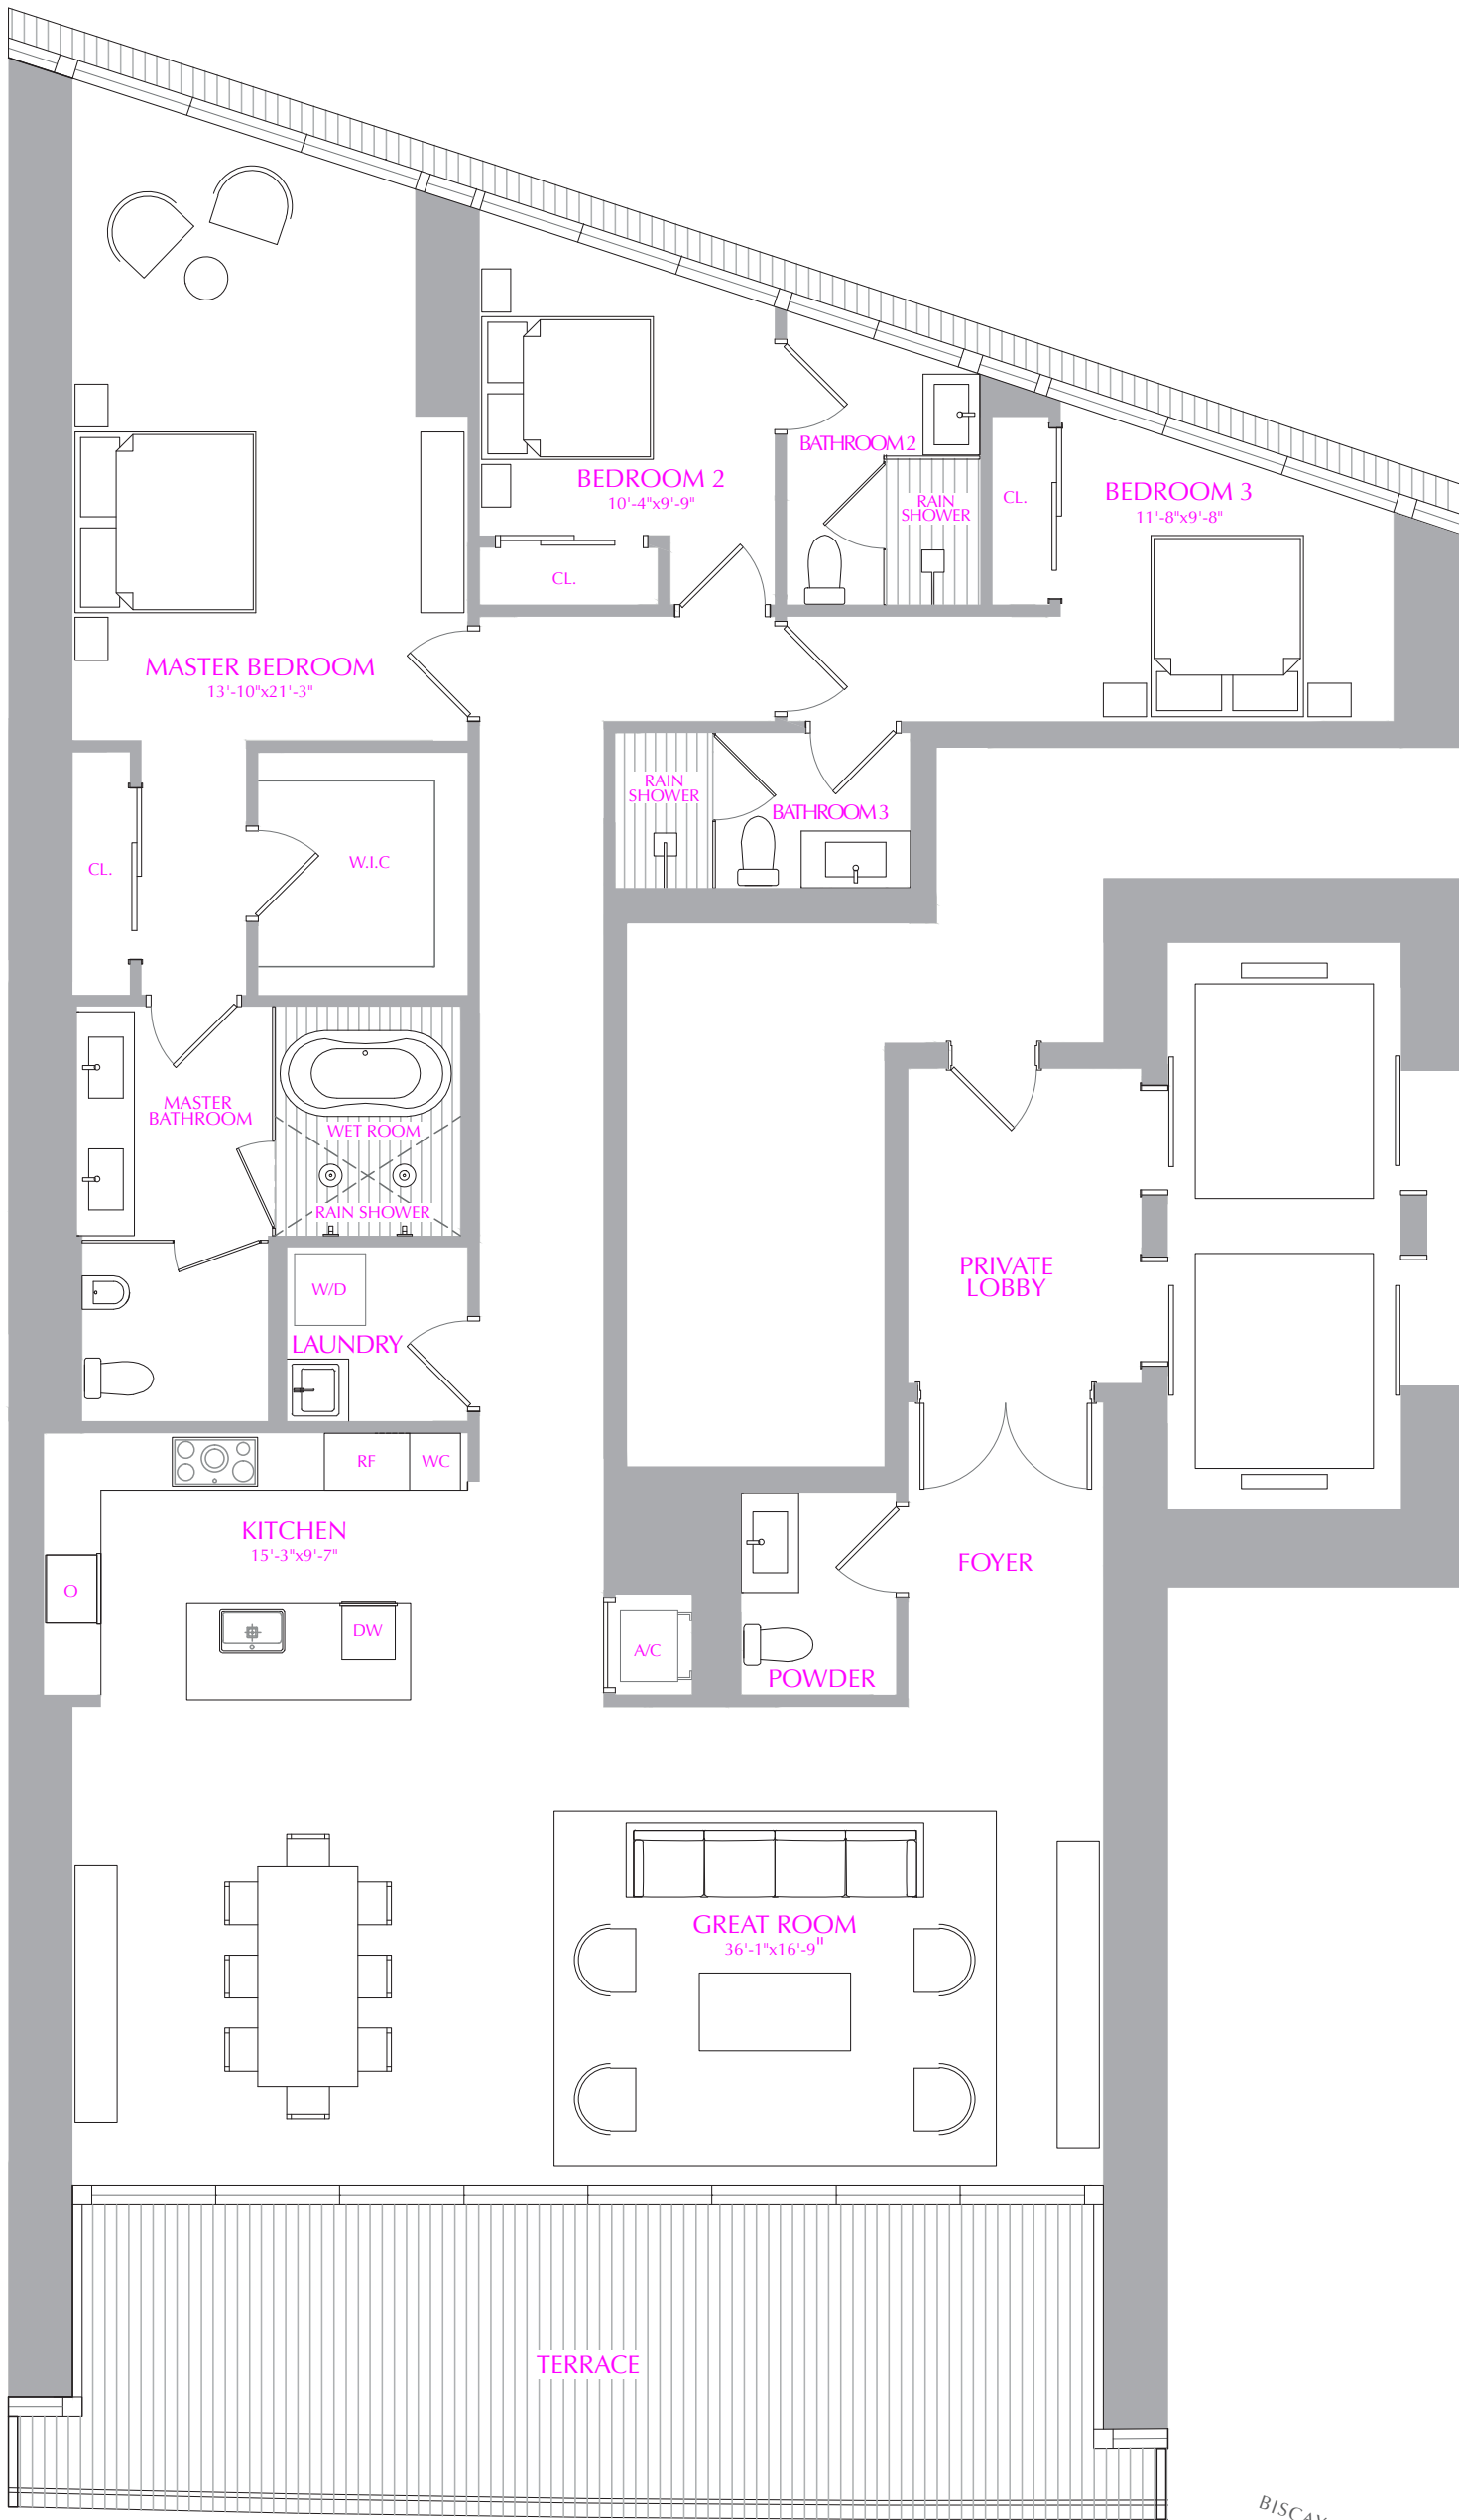 BATHROOM 2
BEDROOM 2
10'-4"x9'-9"
BEDROOM 3
11'-8"x9'-8"
RAIN
SHOWER
CL.
CL.
MASTER BEDROOM
13'-10"x21'-3"
RAIN
SHOWER
BATHROOM 3
CL.
W.I.C
MASTER
BATHROOM
WET ROOM
RAIN SHOWER
PRIVATE
LOBBY
W/D
LAUNDRY
RF
WC
KITCHEN
15'-3"x9'-7"
FOYER
O
DW
A/C
POWDER
GREAT ROOM
36'-1"x16'-9"
TERRACE